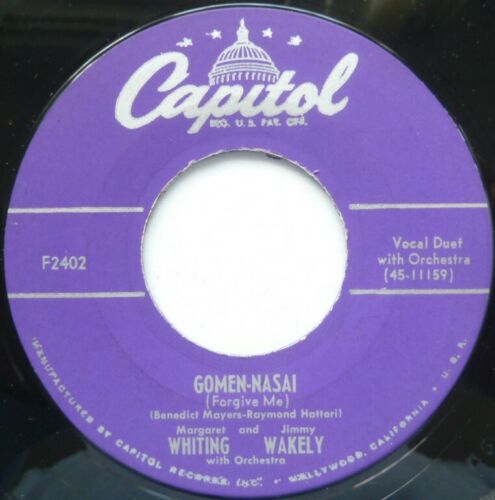 Capitol
REG. U.S. PAT. OFF.
F2402
Vocal Duet
with Orchestra
(45-11159)
GOMEN-NASAI
(Forgive Me)
(Benedict Mayers-Raymond Hattori)
Margaret and Jimmy
WHITING WAKELY
with Orchestra
MANUFACTURED BY CAPITOL RECORDS, INC. HOLLYWOOD, CALIFORNIA U.S.A.